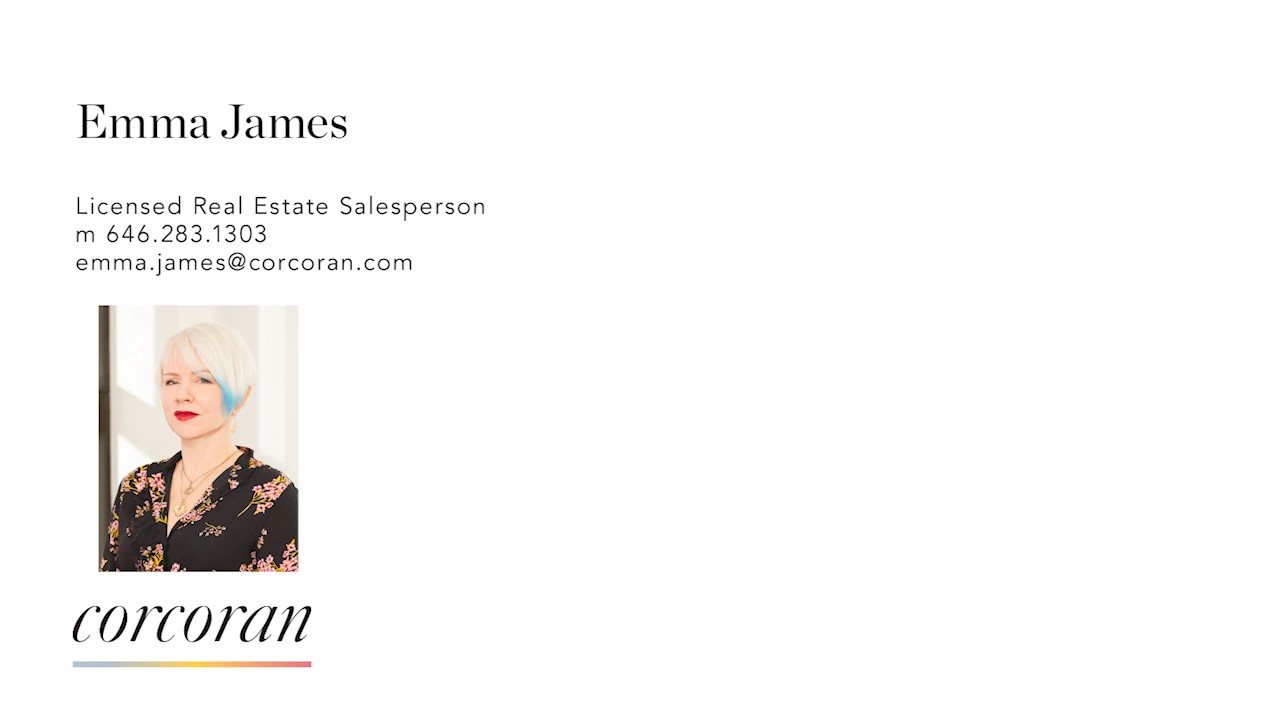 Emma James
Licensed Real Estate Salesperson
m 646.283.1303
emma.james@corcoran.com
corcoran